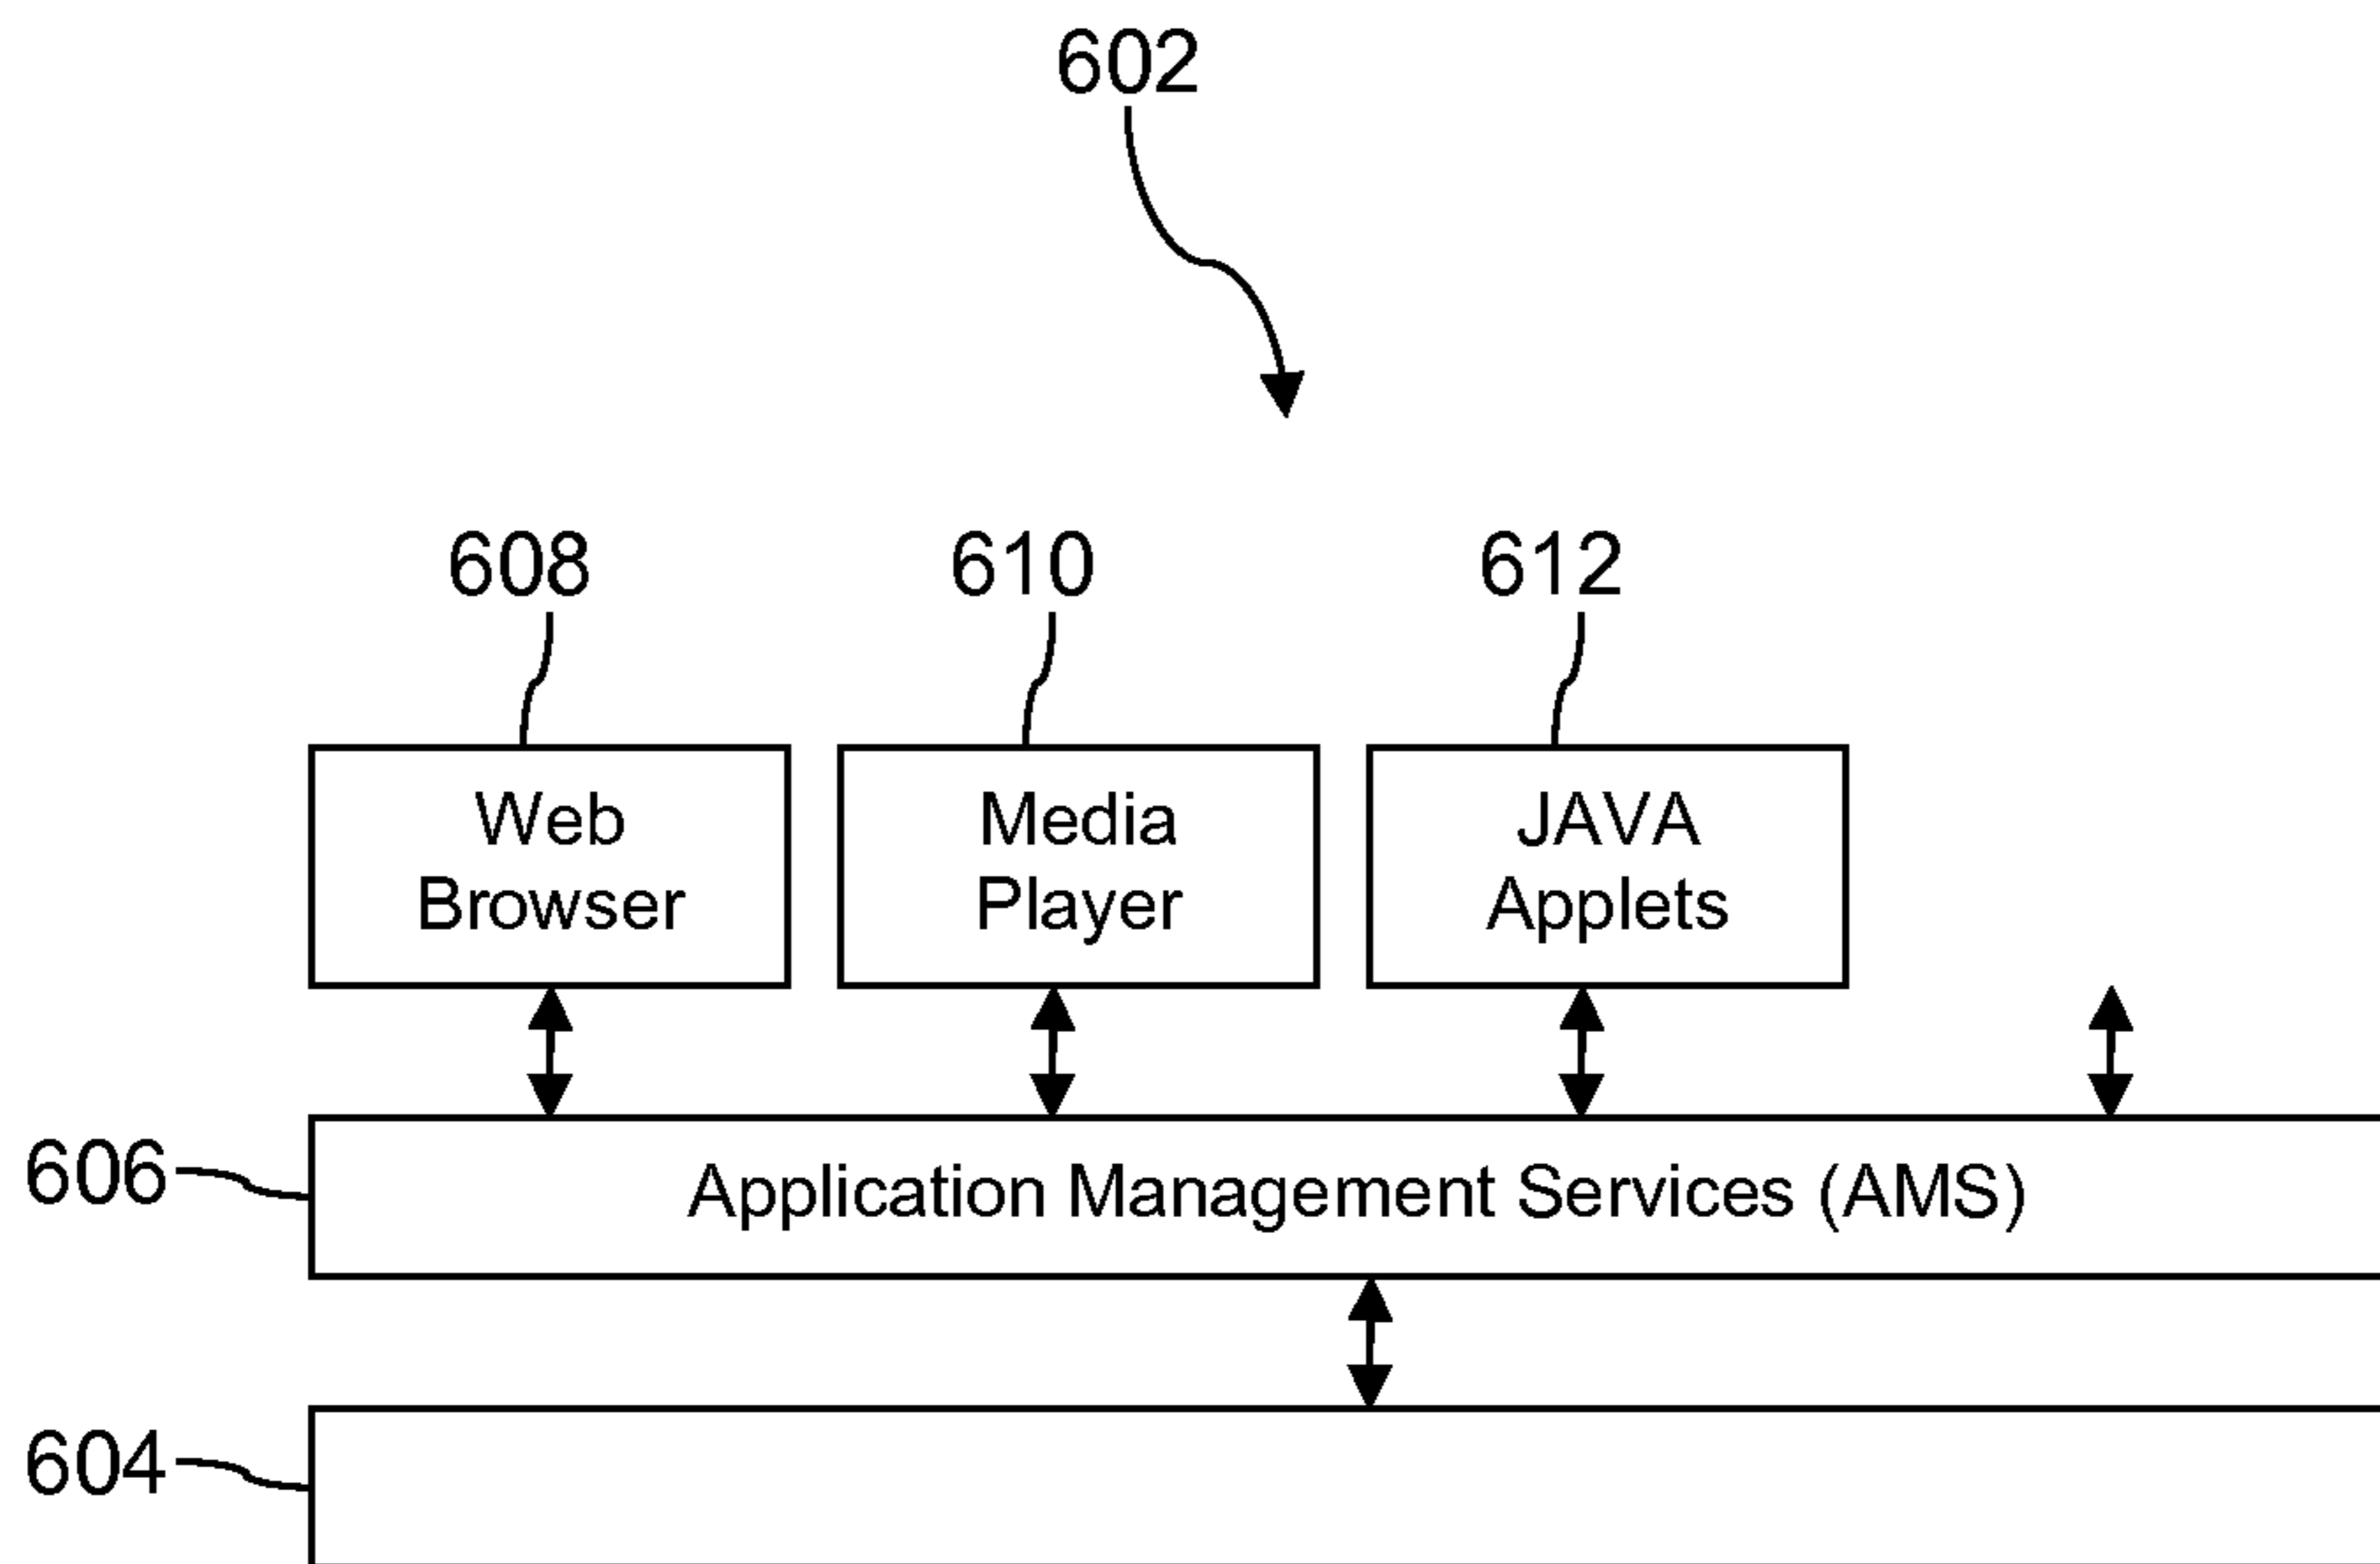 602
608
610
612
Web
Browser
Media
Player
JAVA
Applets
606
Application Management Services (AMS)
604